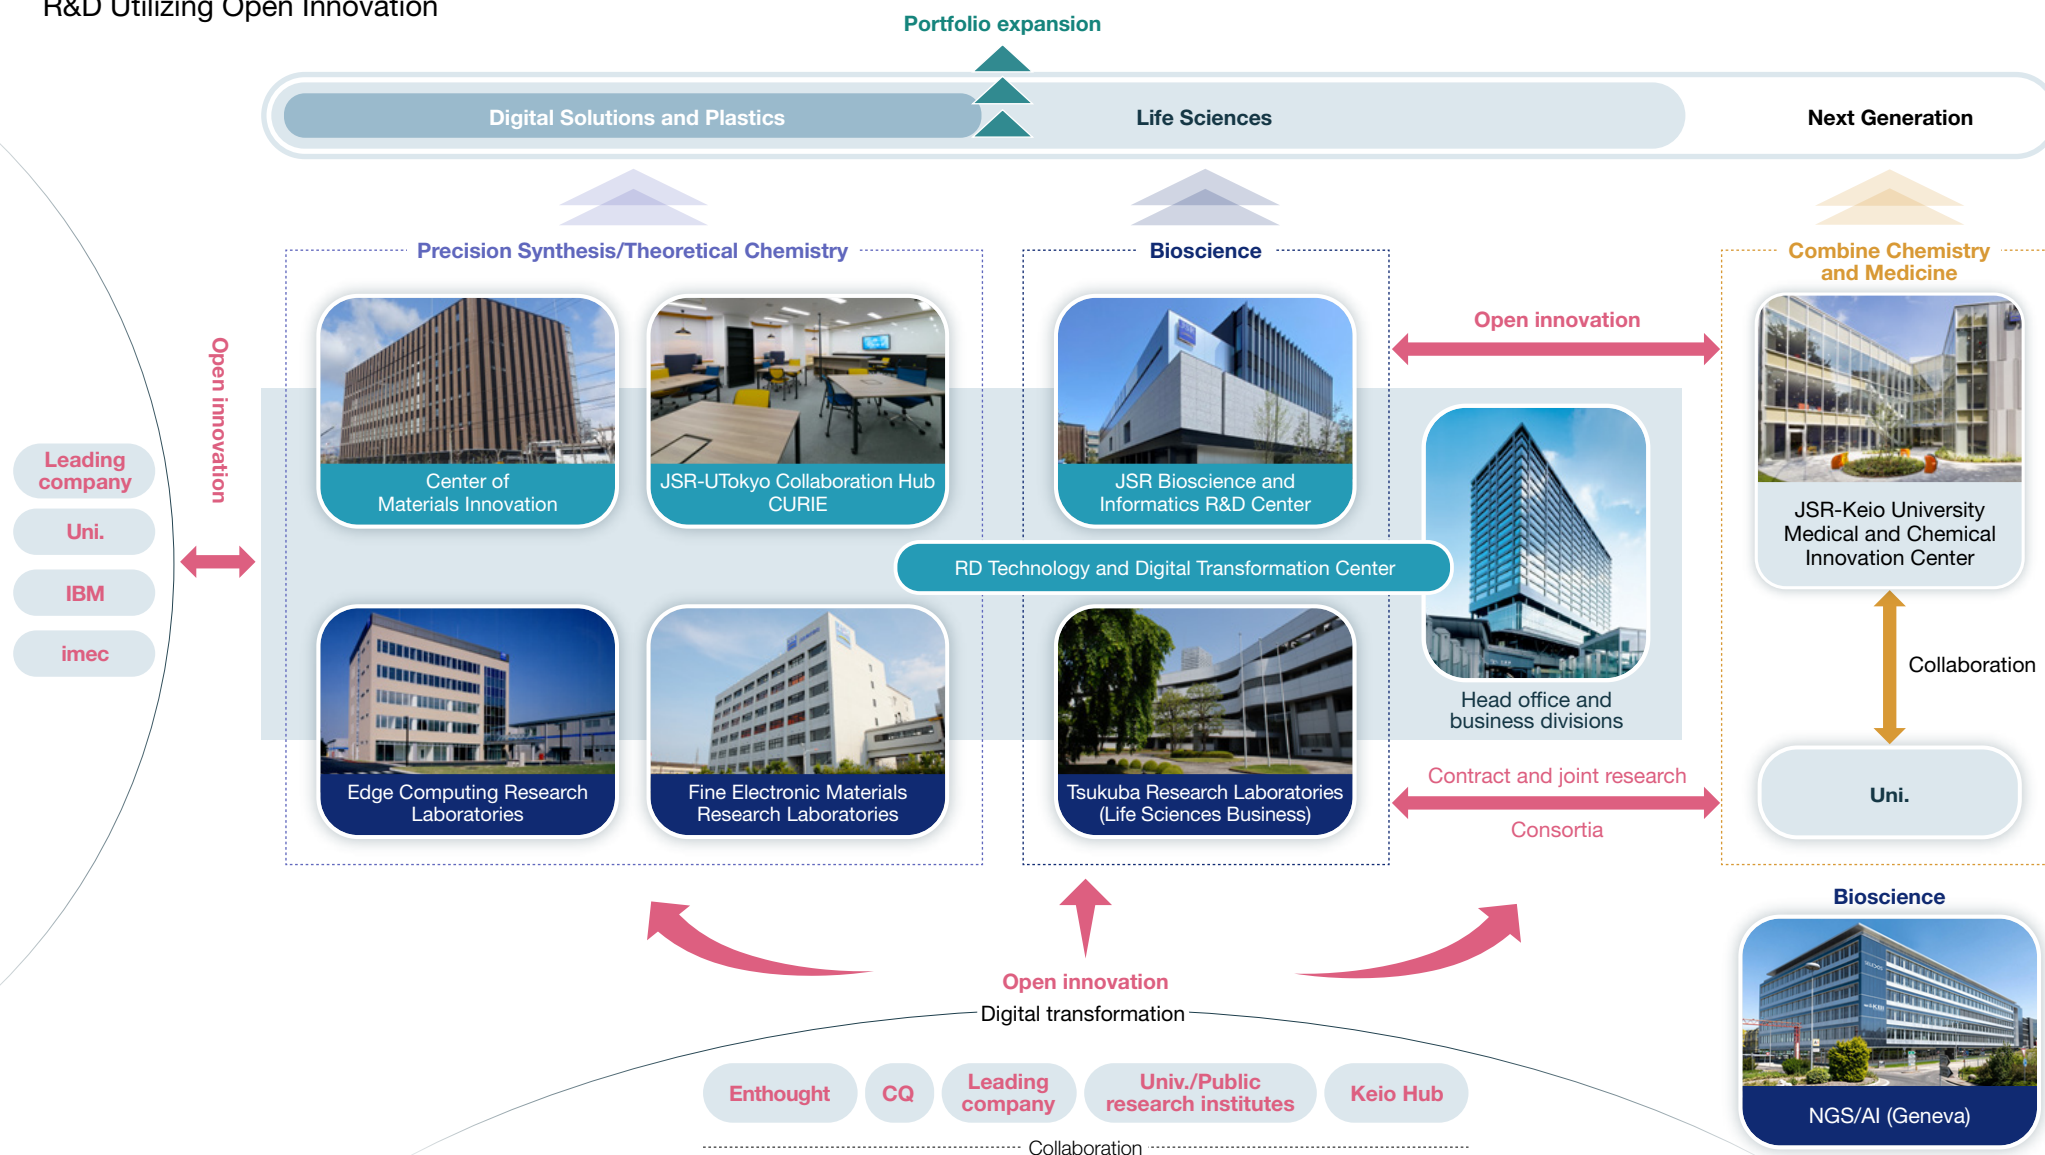 R&D Utilizing Open Innovation
Portfolio expansion
Digital Solutions and Plastics
Life Sciences
Next Generation
Precision Synthesis/Theoretical Chemistry
Bioscience
Combine Chemistry
and Medicine
Open innovation
Leading
company
Uni.
IBM
imec
Center of
Materials Innovation
JSR-UTokyo Collaboration Hub
CURIE
JSR Bioscience and
Informatics R&D Center
Open innovation
JSR-Keio University
Medical and Chemical
Innovation Center
RD Technology and Digital Transformation Center
Head office and
business divisions
Collaboration
Edge Computing Research
Laboratories
Fine Electronic Materials
Research Laboratories
Tsukuba Research Laboratories
(Life Sciences Business)
Contract and joint research
Consortia
Uni.
Bioscience
NGS/AI (Geneva)
Open innovation
Digital transformation
Enthought
CQ
Leading
company
Univ./Public
research institutes
Keio Hub
Collaboration